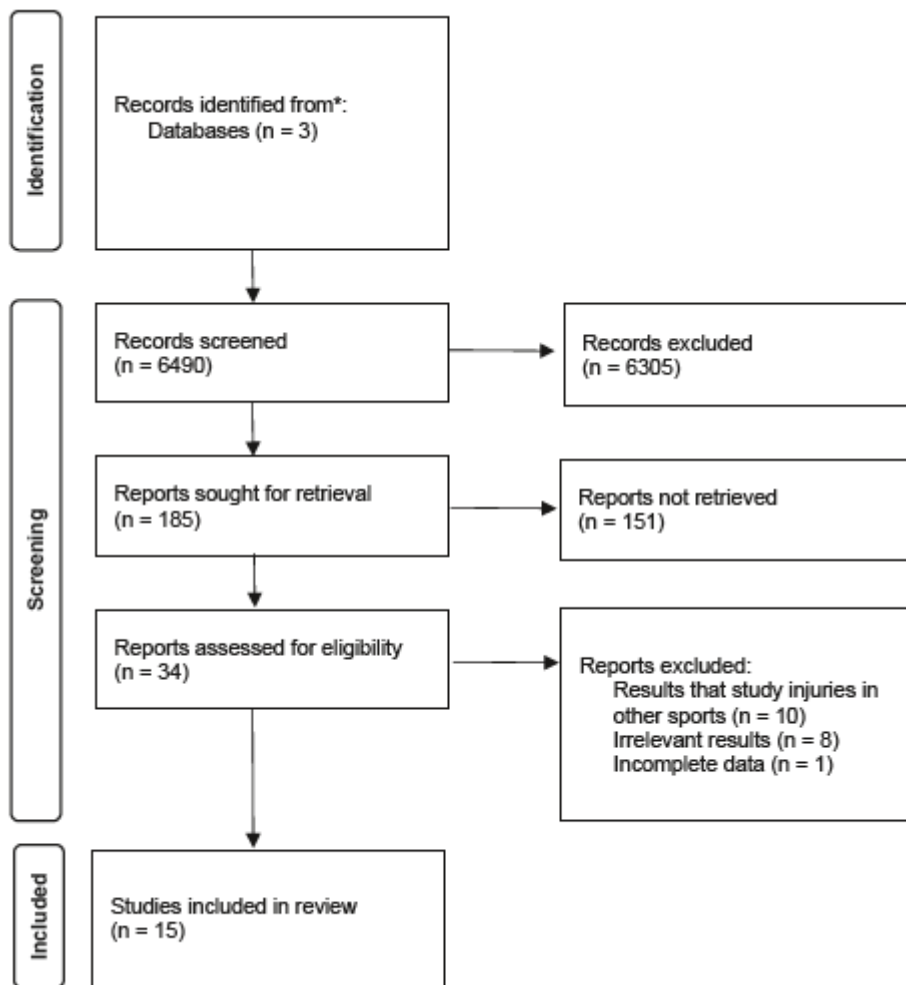 Identification
Records identified from*:
Databases (n = 3)
Screening
Records screened
(n = 6490)
Records excluded
(n = 6305)
Reports sought for retrieval
(n = 185)
Reports not retrieved
(n = 151)
Reports assessed for eligibility
(n = 34)
Reports excluded:
Results that study injuries in
other sports (n = 10)
Irrelevant results (n = 8)
Incomplete data (n = 1)
Included
Studies included in review
(n = 15)